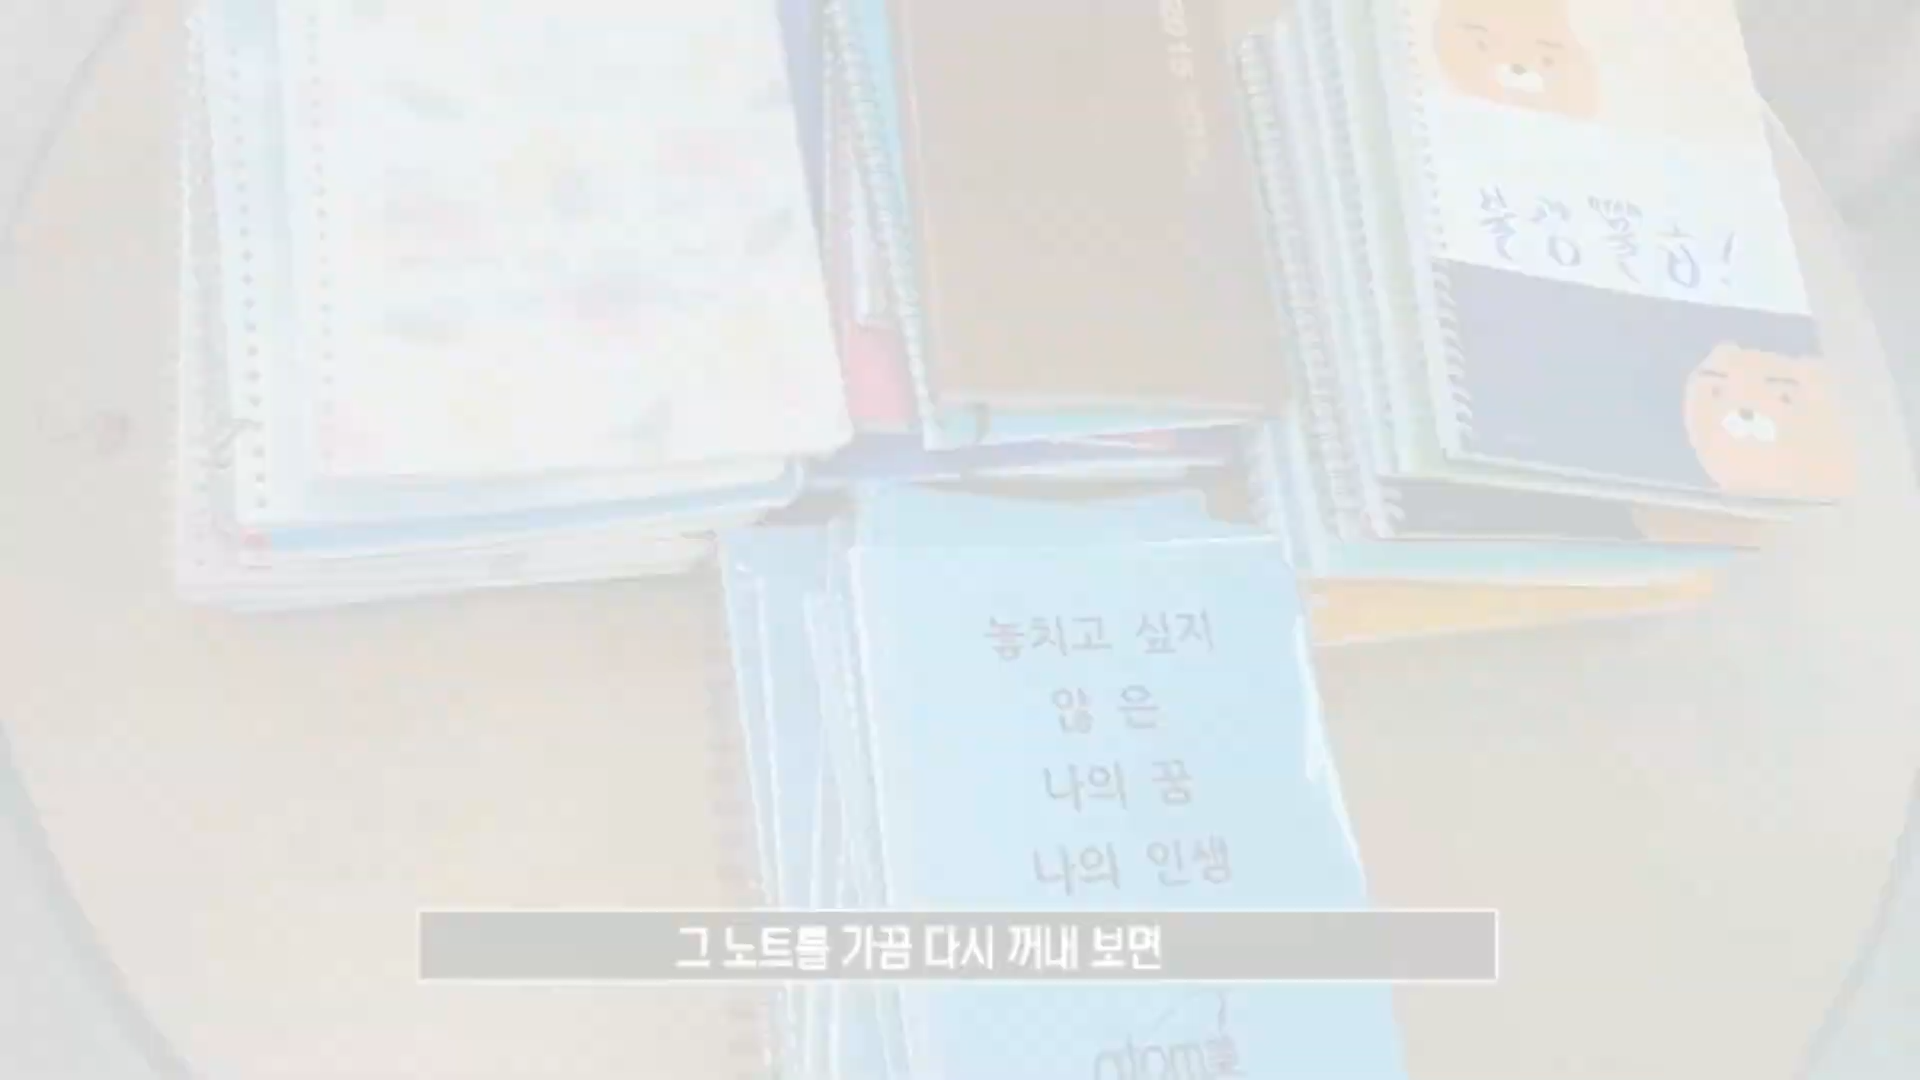 2015
불끈불끈!
놓치고 싶지
않 은
나의 꿈
나의 인생
그 노트를 가끔 다시 꺼내 보면